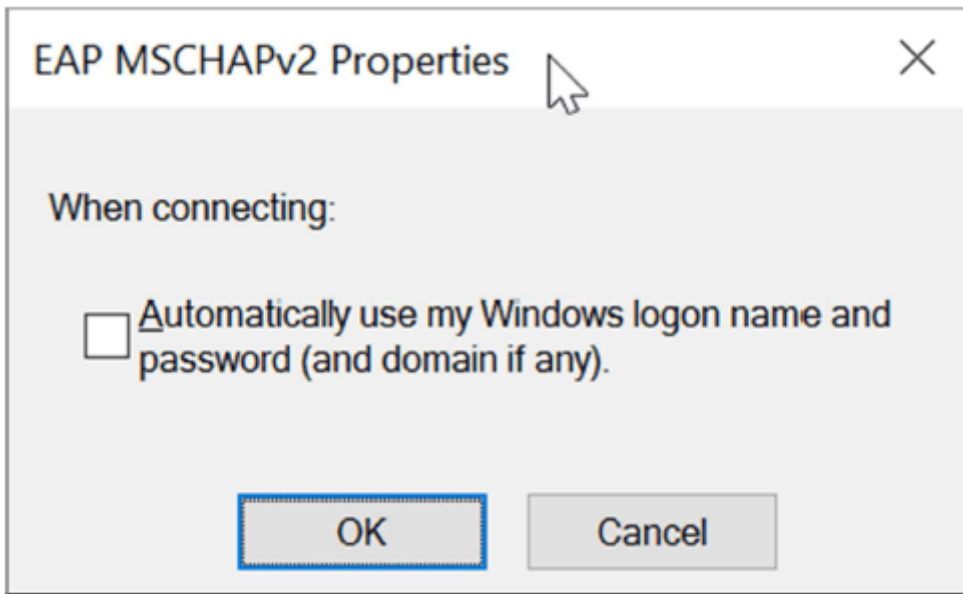 EAP MSCHAPv2 Properties
When connecting:
Automatically use my Windows logon name and
password (and domain if any).
OK
Cancel